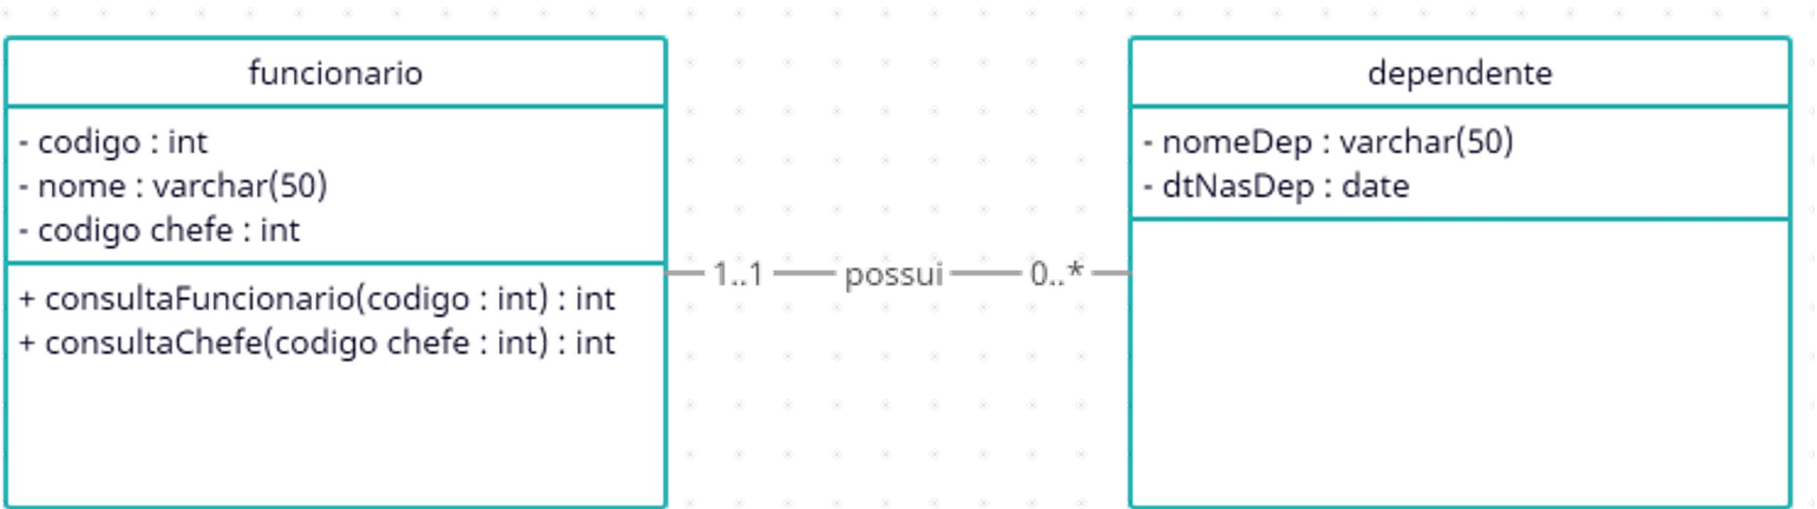 funcionario
- codigo : int
- nome : varchar(50)
- codigo chefe : int
+ consultaFuncionario(codigo : int) : int
+ consultaChefe(codigo chefe : int) : int
1..1
possui
0..*
dependente
- nomeDep : varchar(50)
- dtNasDep : date